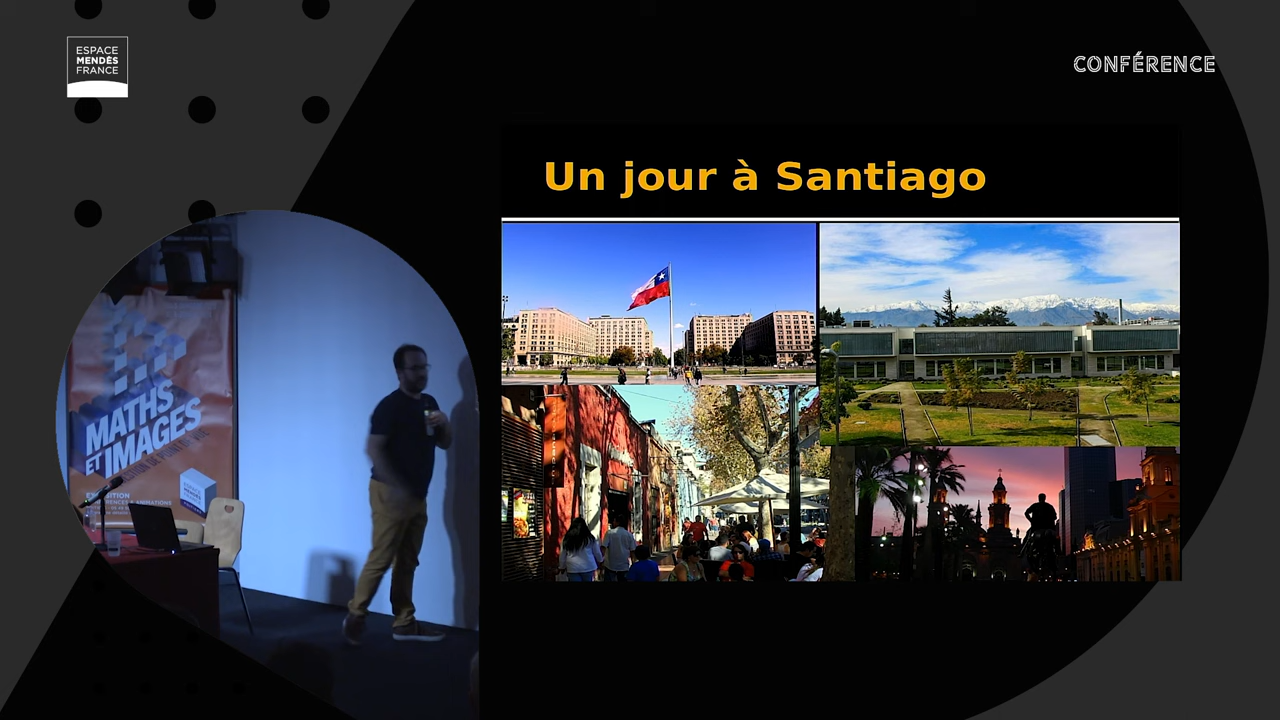 ESPACE
MENDÈS
FRANCE
CONFÉRENCE
Un jour à Santiago
MATHS
ET IMAGES